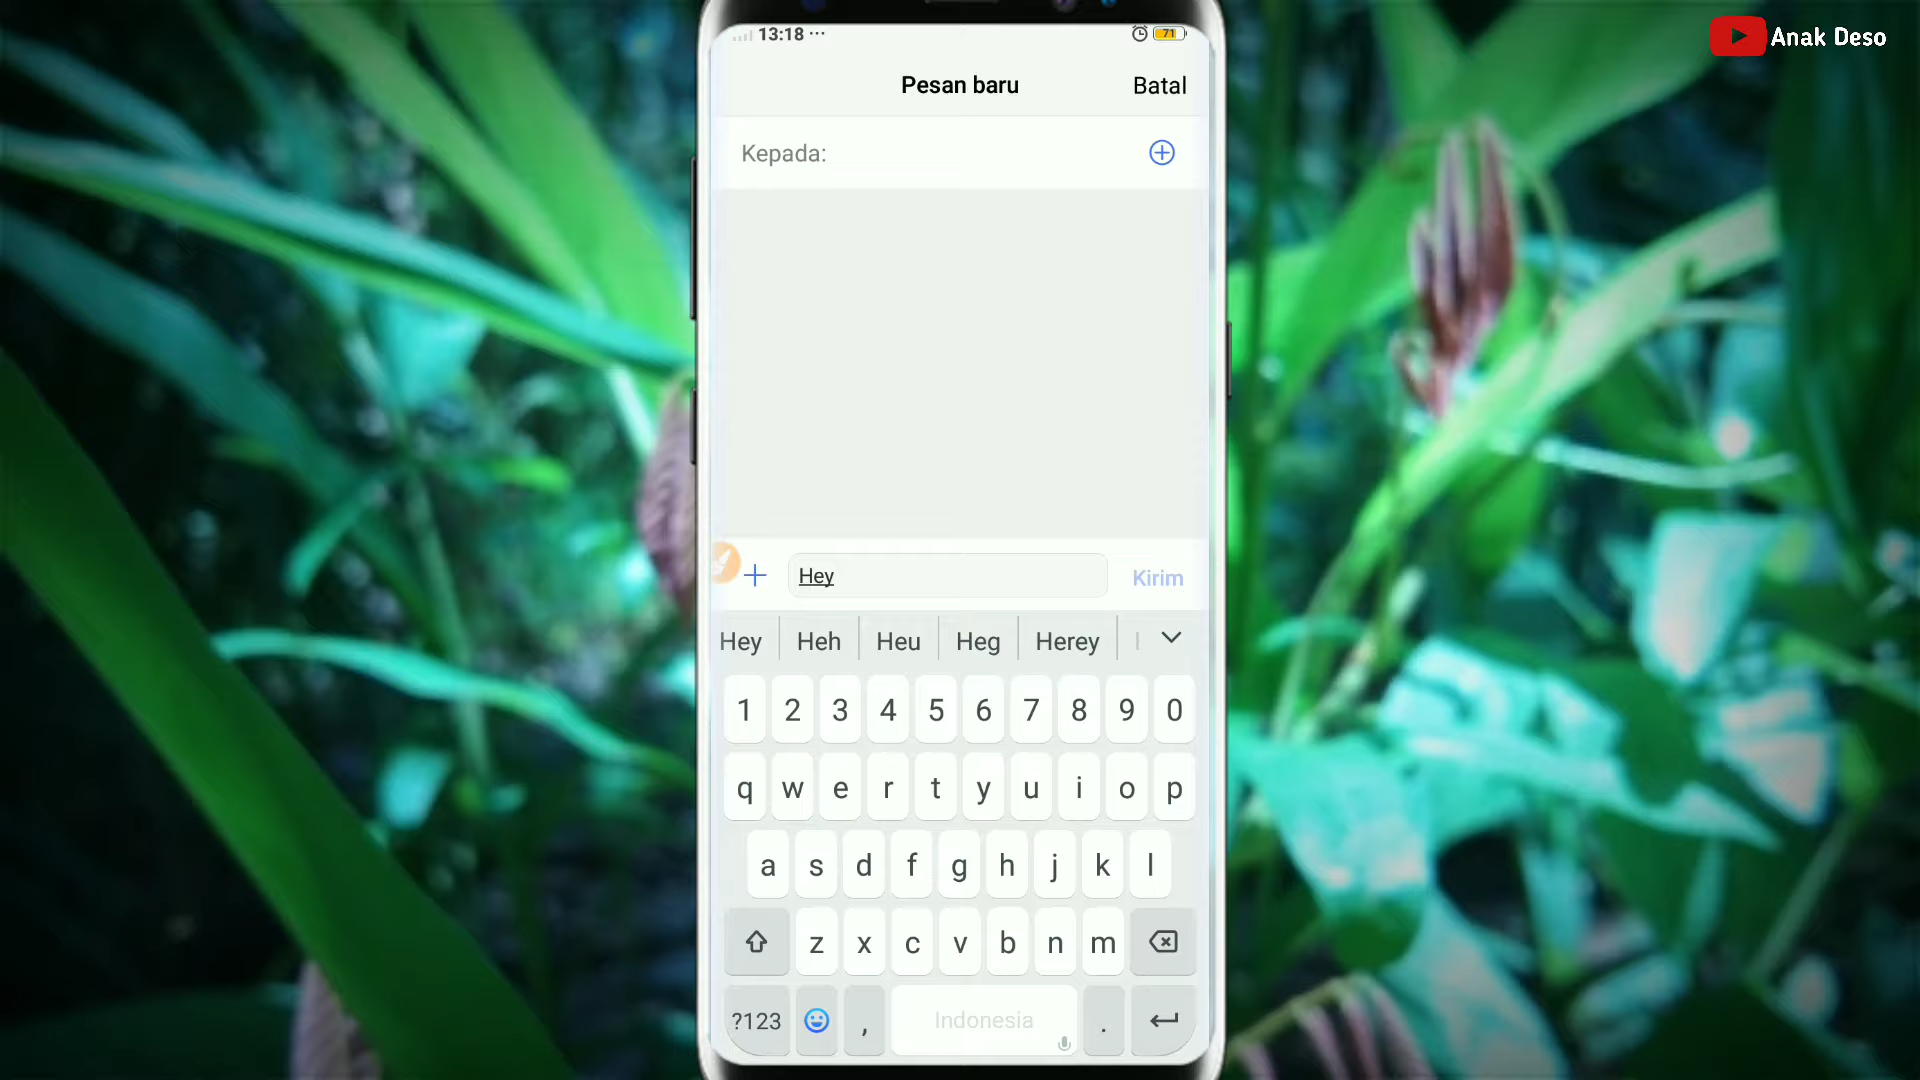 13:18 ...
71
Anak Deso
Pesan baru
Batal
Kepada:
Hey
Kirim
Hey Heh Heu Heg Herey
1 2 3 4 5 6 7 8 9 0
q w e r t y u i o p
a s d f g h j k l
z x c v b n m
?123 , Indonesia .